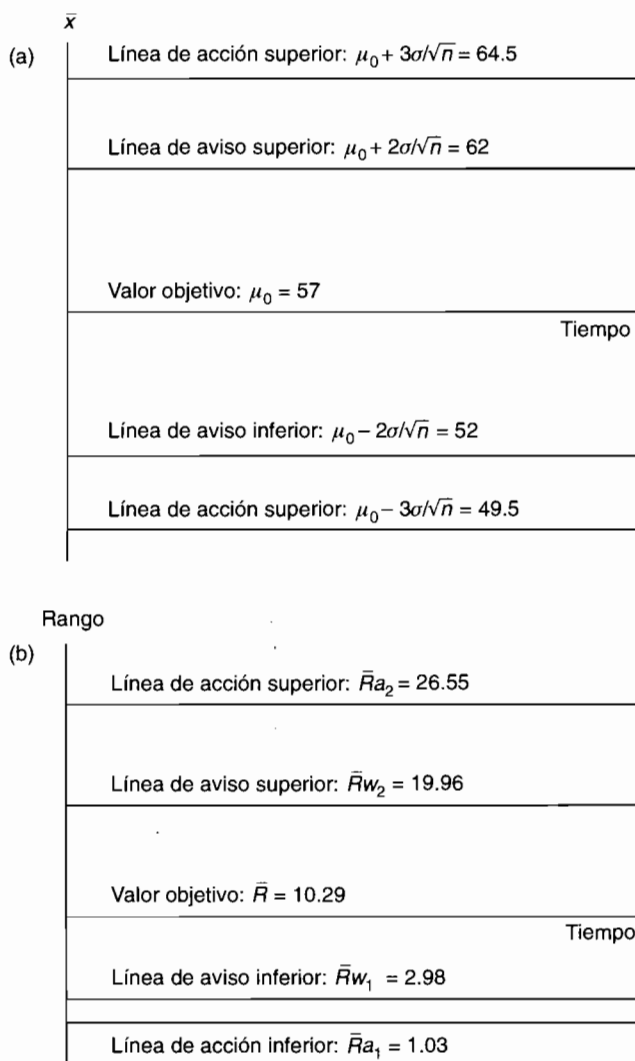 x̄
(a)
Línea de acción superior: μ₀ + 3σ/√n = 64.5
Línea de aviso superior: μ₀ + 2σ/√n = 62
Valor objetivo: μ₀ = 57
Tiempo
Línea de aviso inferior: μ₀ − 2σ/√n = 52
Línea de acción superior: μ₀ − 3σ/√n = 49.5
Rango
(b)
Línea de acción superior: R̄a₂ = 26.55
Línea de aviso superior: R̄w₂ = 19.96
Valor objetivo: R̄ = 10.29
Tiempo
Línea de aviso inferior: R̄w₁ = 2.98
Línea de acción inferior: R̄a₁ = 1.03